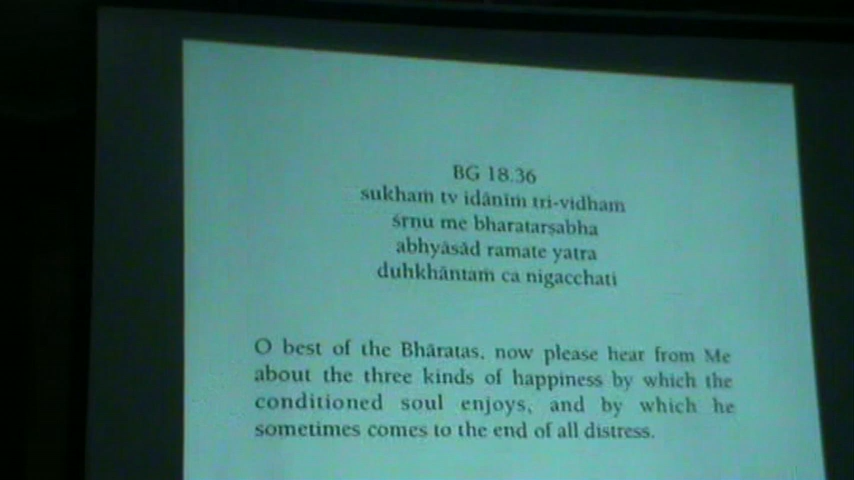 BG 18.36
sukhaṁ tv idānīṁ tri-vidhaṁ
śrnu me bharatarṣabha
abhyāsād ramate yatra
duhkhāntaṁ ca nigacchati
O best of the Bhāratas, now please hear from Me
about the three kinds of happiness by which the
conditioned soul enjoys, and by which he
sometimes comes to the end of all distress.